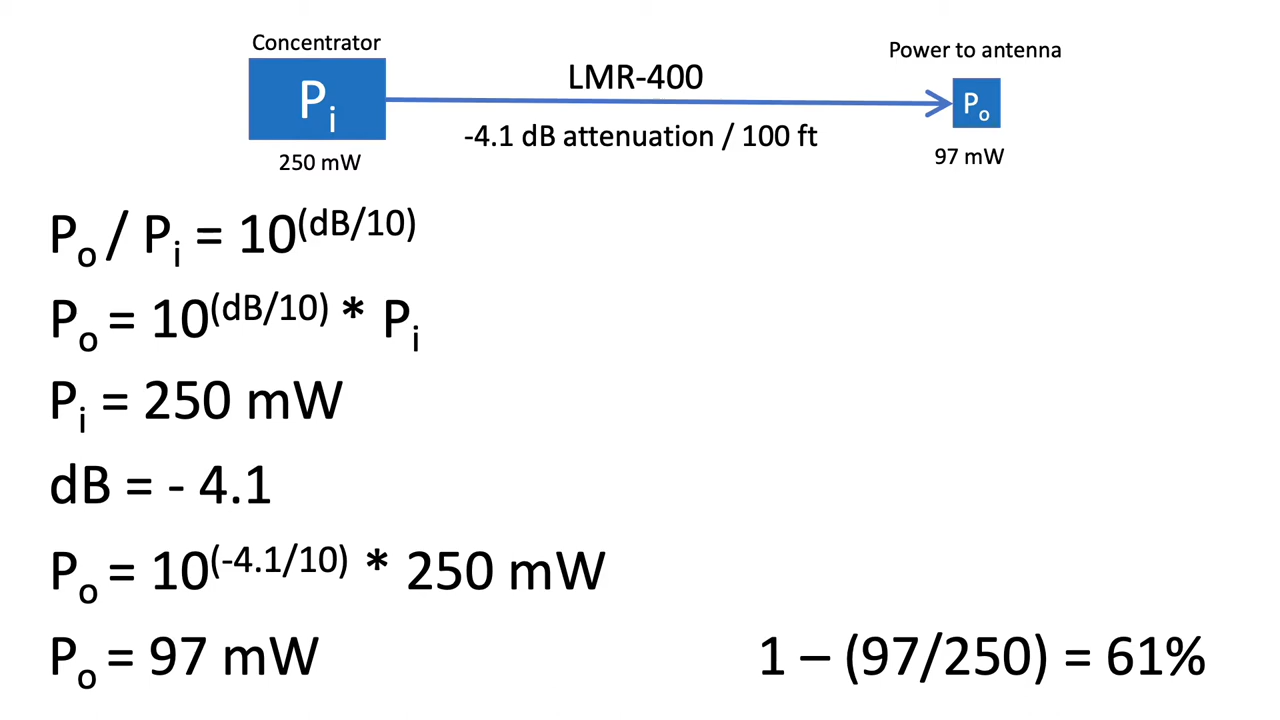 Concentrator
Power to antenna
LMR-400
Pi
Po
-4.1 dB attenuation / 100 ft
250 mW
97 mW
Po / Pi = 10(dB/10)
Po = 10(dB/10) * Pi
Pi = 250 mW
dB = - 4.1
Po = 10(-4.1/10) * 250 mW
Po = 97 mW
1 – (97/250) = 61%